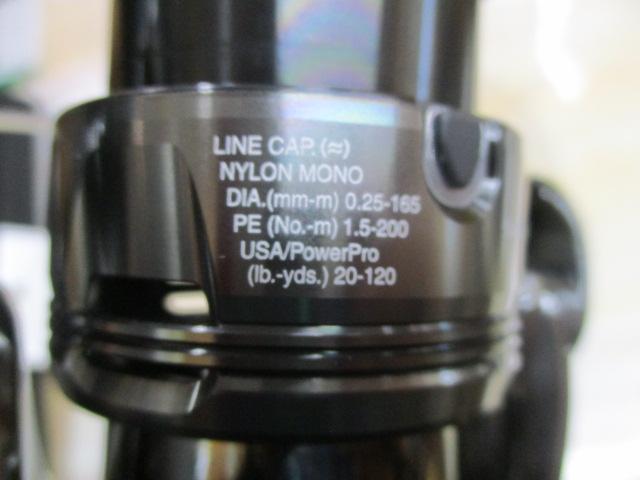 LINE CAP. (≈)
NYLON MONO
DIA.(mm-m) 0.25-165
PE (No.-m) 1.5-200
USA/PowerPro
(lb.-yds.) 20-120